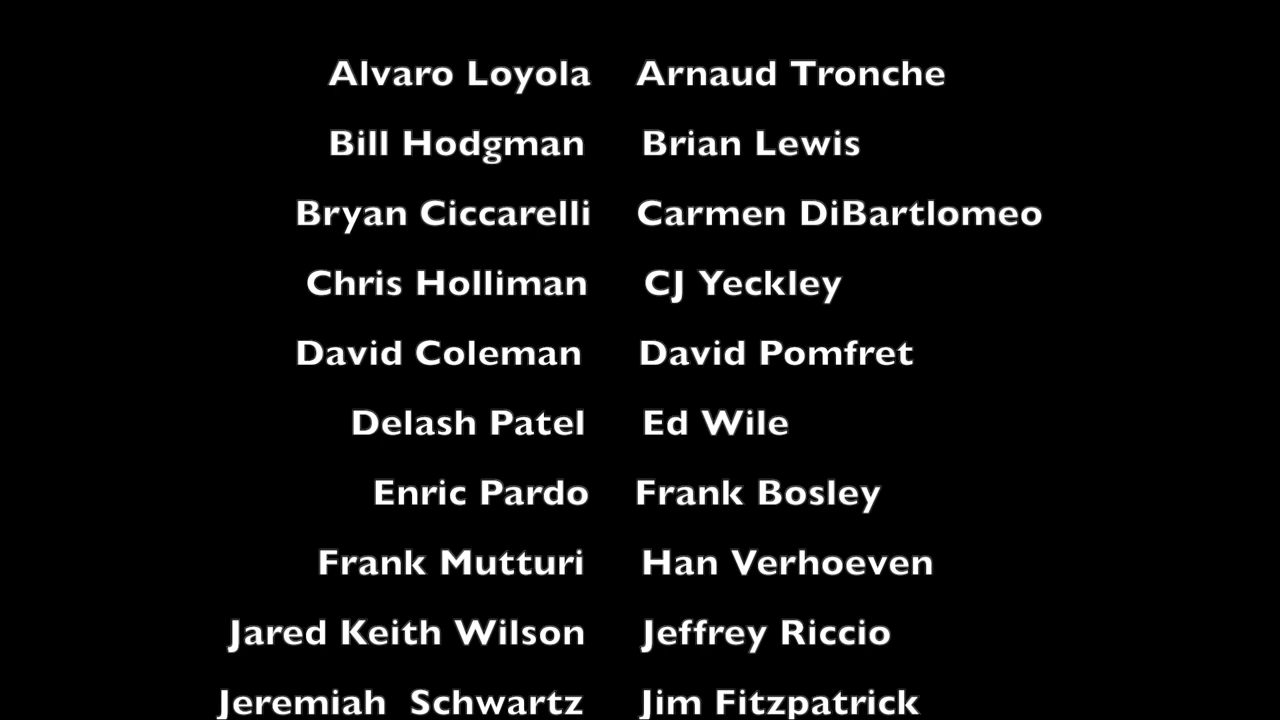 Alvaro Loyola Arnaud Tronche
Bill Hodgman Brian Lewis
Bryan Ciccarelli Carmen DiBartlomeo
Chris Holliman CJ Yeckley
David Coleman David Pomfret
Delash Patel Ed Wile
Enric Pardo Frank Bosley
Frank Mutturi Han Verhoeven
Jared Keith Wilson Jeffrey Riccio
Jeremiah Schwartz Jim Fitzpatrick